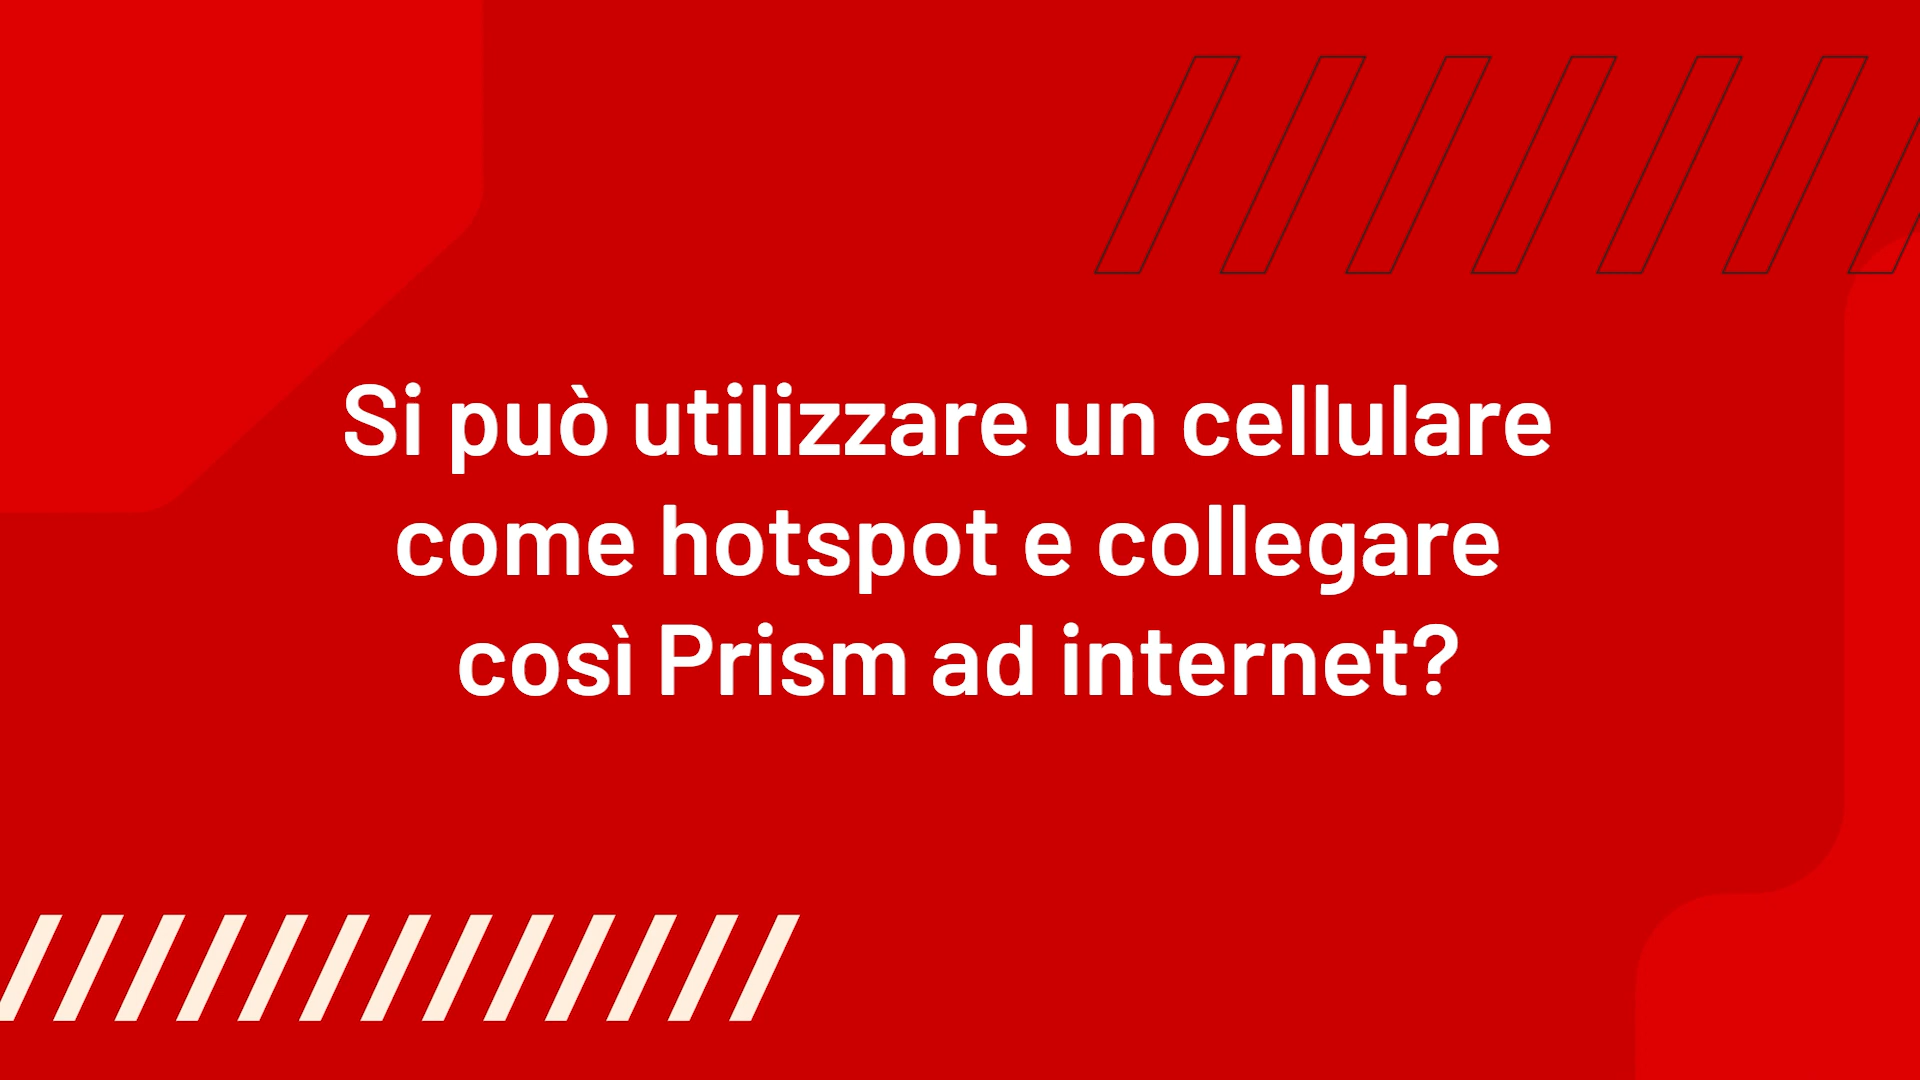 Si può utilizzare un cellulare
come hotspot e collegare
così Prism ad internet?